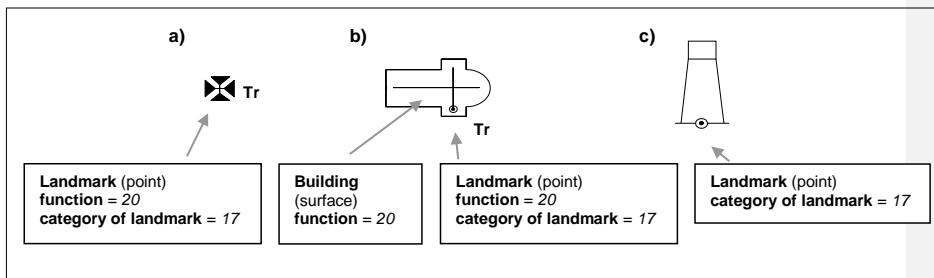 a)
Tr
Landmark (point)
function = 20
category of landmark = 17
b)
Tr
Building
(surface)
function = 20
Landmark (point)
function = 20
category of landmark = 17
c)
Landmark (point)
category of landmark = 17